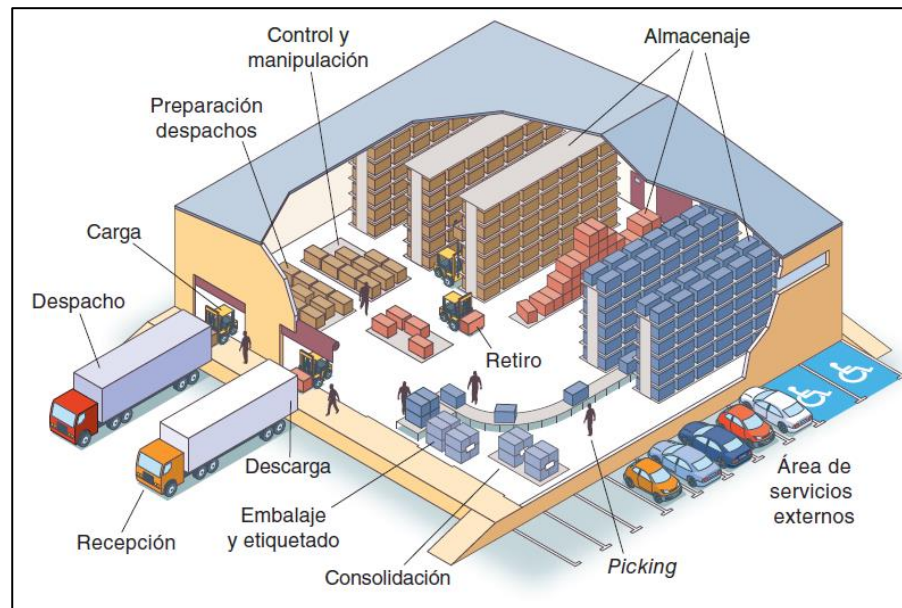 Control y
manipulación
Almacenaje
Preparación
despachos
Carga
Despacho
Retiro
Descarga
Recepción
Embalaje
y etiquetado
Consolidación
Picking
Área de
servicios
externos